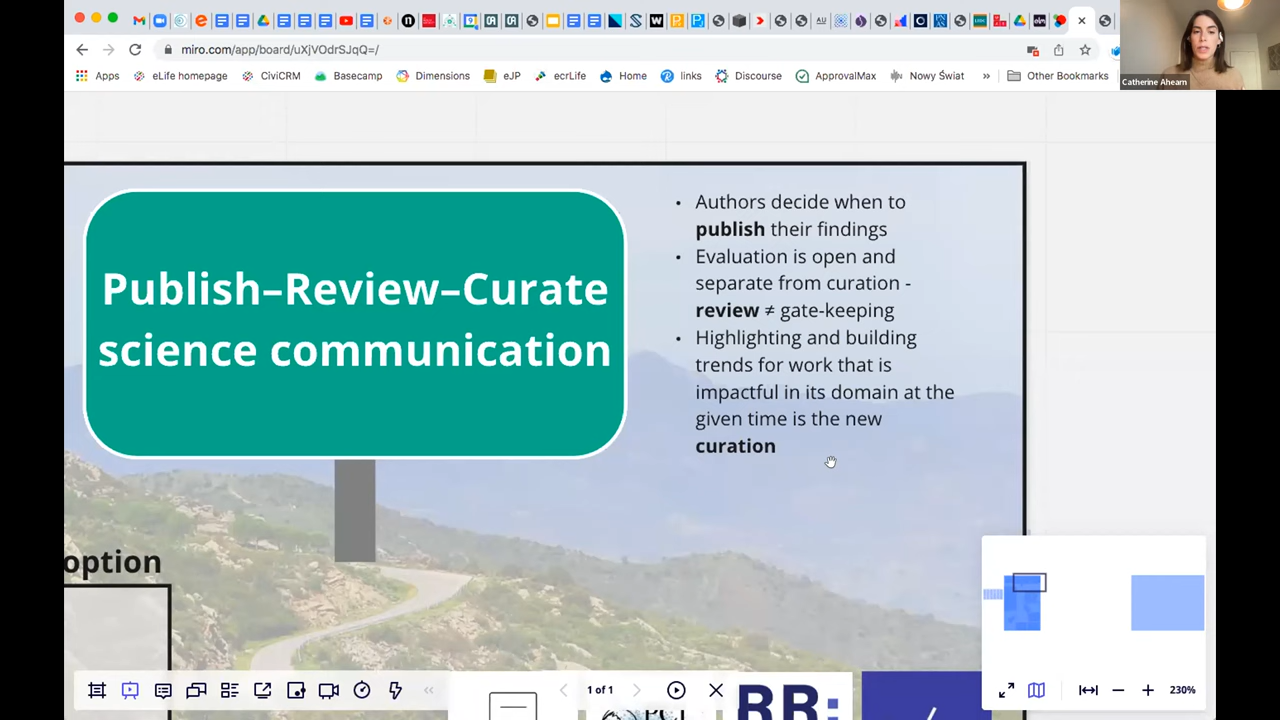 miro.com/app/board/uXjVOdrSJqQ=/
Apps
eLife homepage
CiviCRM
Basecamp
Dimensions
eJP
ecrLife
Home
links
Discourse
ApprovalMax
Nowy Świat
»
Other Bookmarks
Catherine Ahearn
Publish–Review–Curate
science communication
• Authors decide when to
publish their findings
• Evaluation is open and
separate from curation -
review ≠ gate-keeping
• Highlighting and building
trends for work that is
impactful in its domain at the
given time is the new
curation
option
1 of 1
230%
RR: